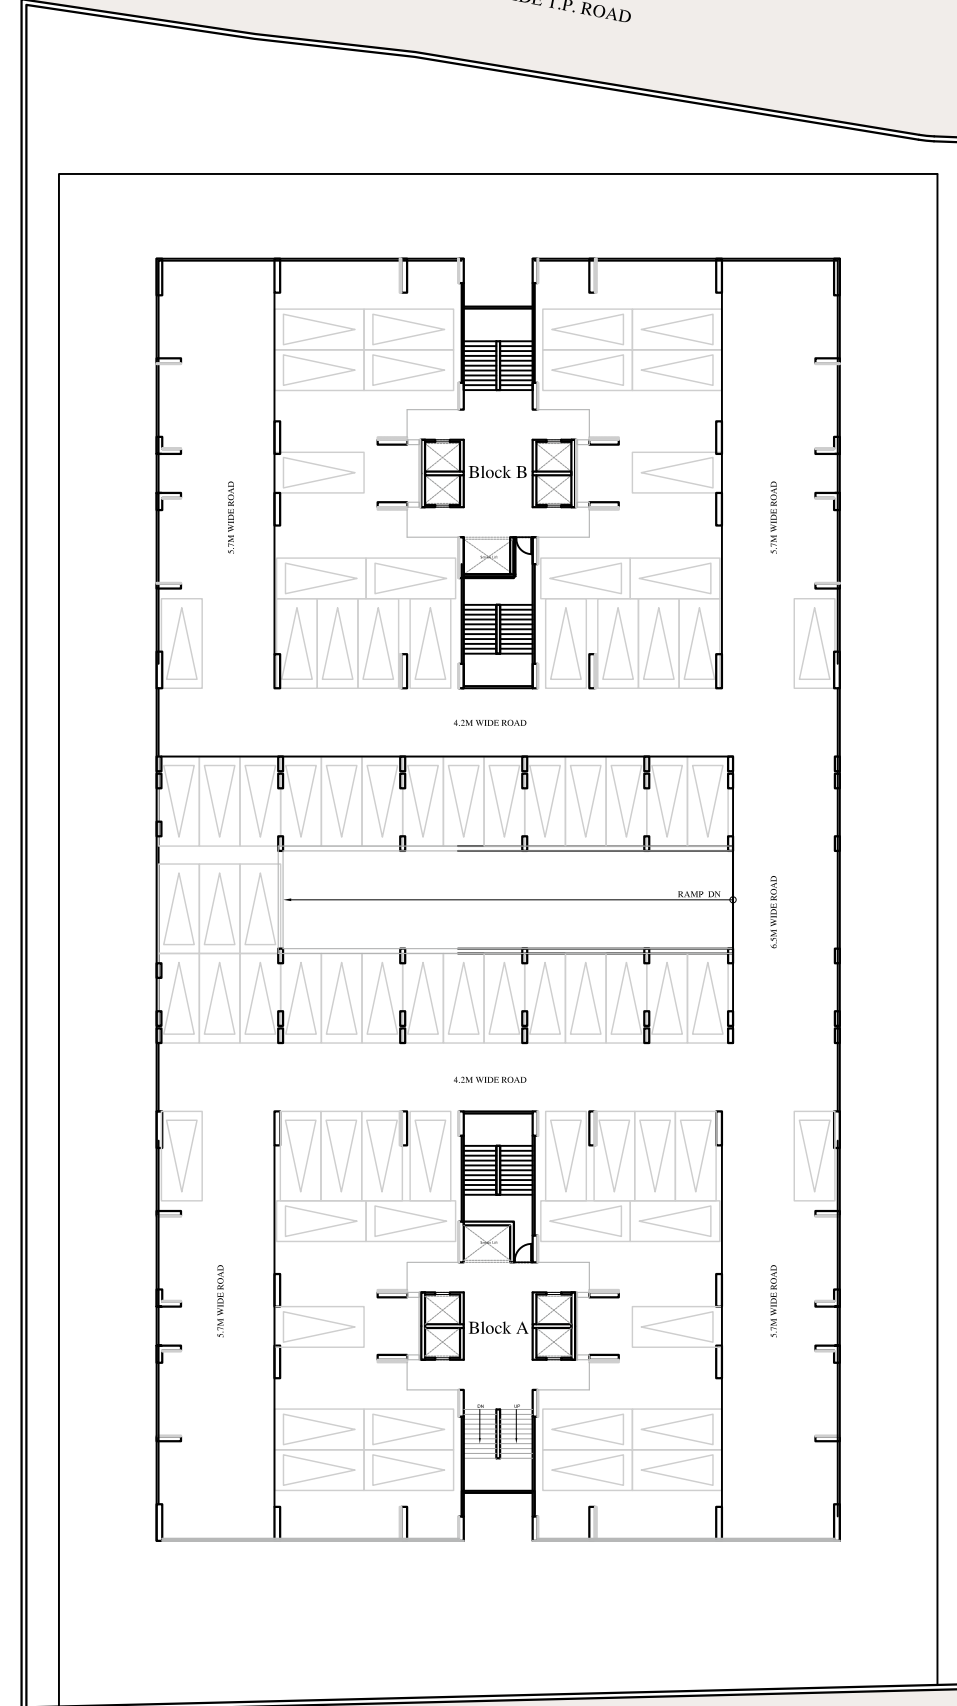 T.P. ROAD
Block B
5.7M WIDE ROAD
5.7M WIDE ROAD
4.2M WIDE ROAD
RAMP DN
6.5M WIDE ROAD
4.2M WIDE ROAD
5.7M WIDE ROAD
Block A
5.7M WIDE ROAD
DN
UP